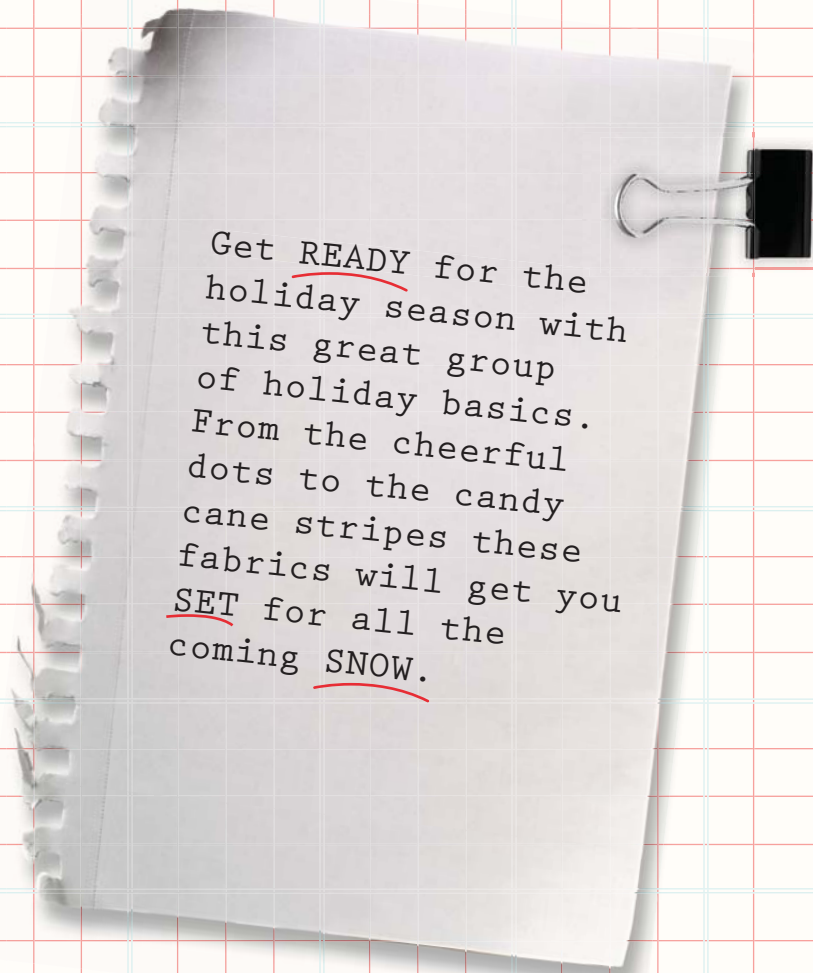 Get READY for the
holiday season with
this great group
of holiday basics.
From the cheerful
dots to the candy
cane stripes these
fabrics will get you
SET for all the
coming SNOW.